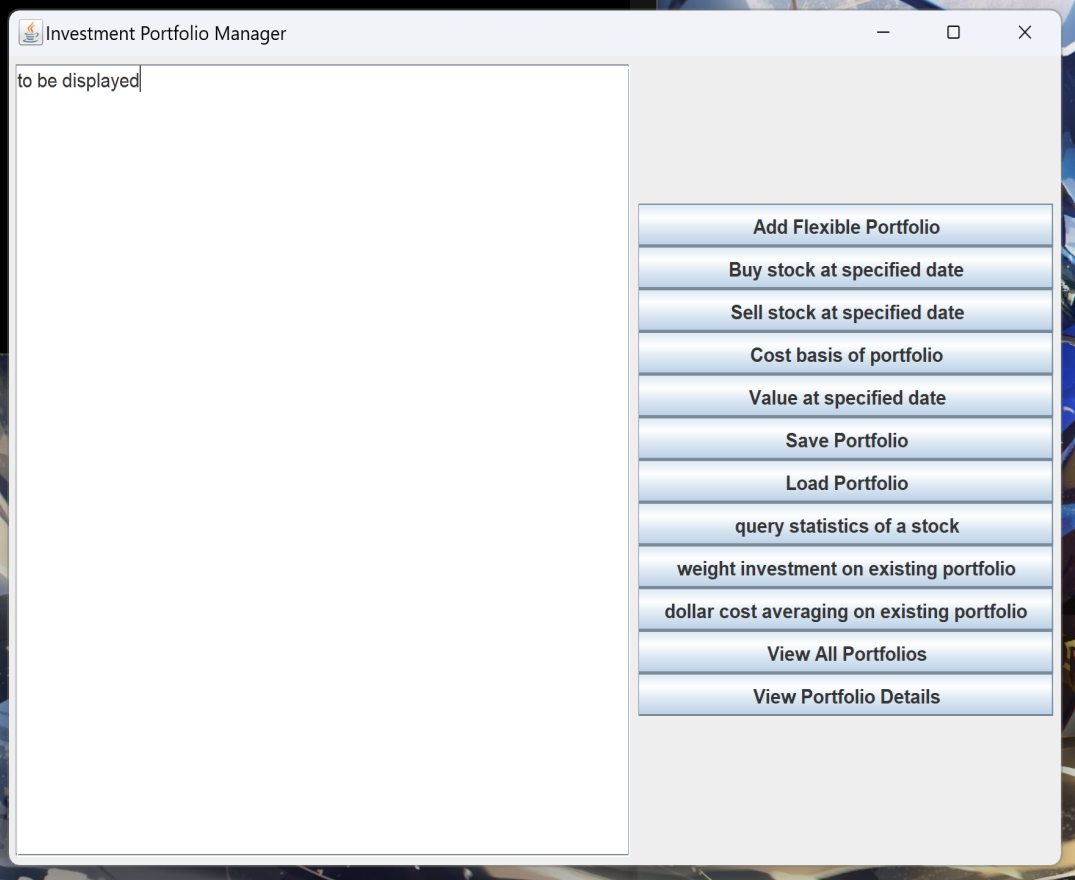 Investment Portfolio Manager
to be displayed
Add Flexible Portfolio
Buy stock at specified date
Sell stock at specified date
Cost basis of portfolio
Value at specified date
Save Portfolio
Load Portfolio
query statistics of a stock
weight investment on existing portfolio
dollar cost averaging on existing portfolio
View All Portfolios
View Portfolio Details